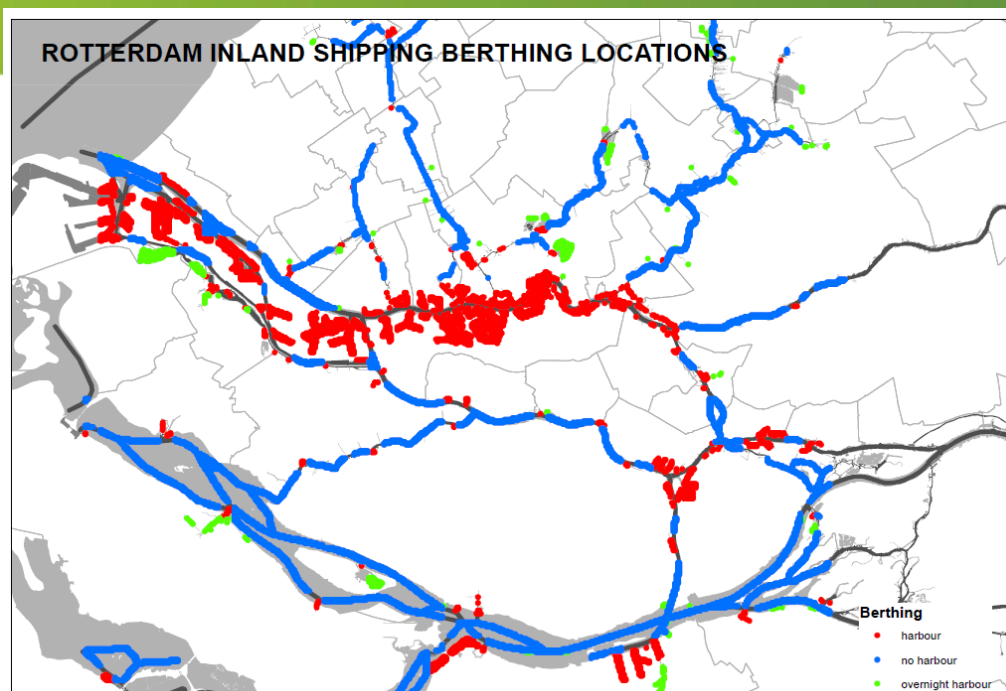 ROTTERDAM INLAND SHIPPING BERTHING LOCATIONS
Berthing
harbour
no harbour
overnight harbour